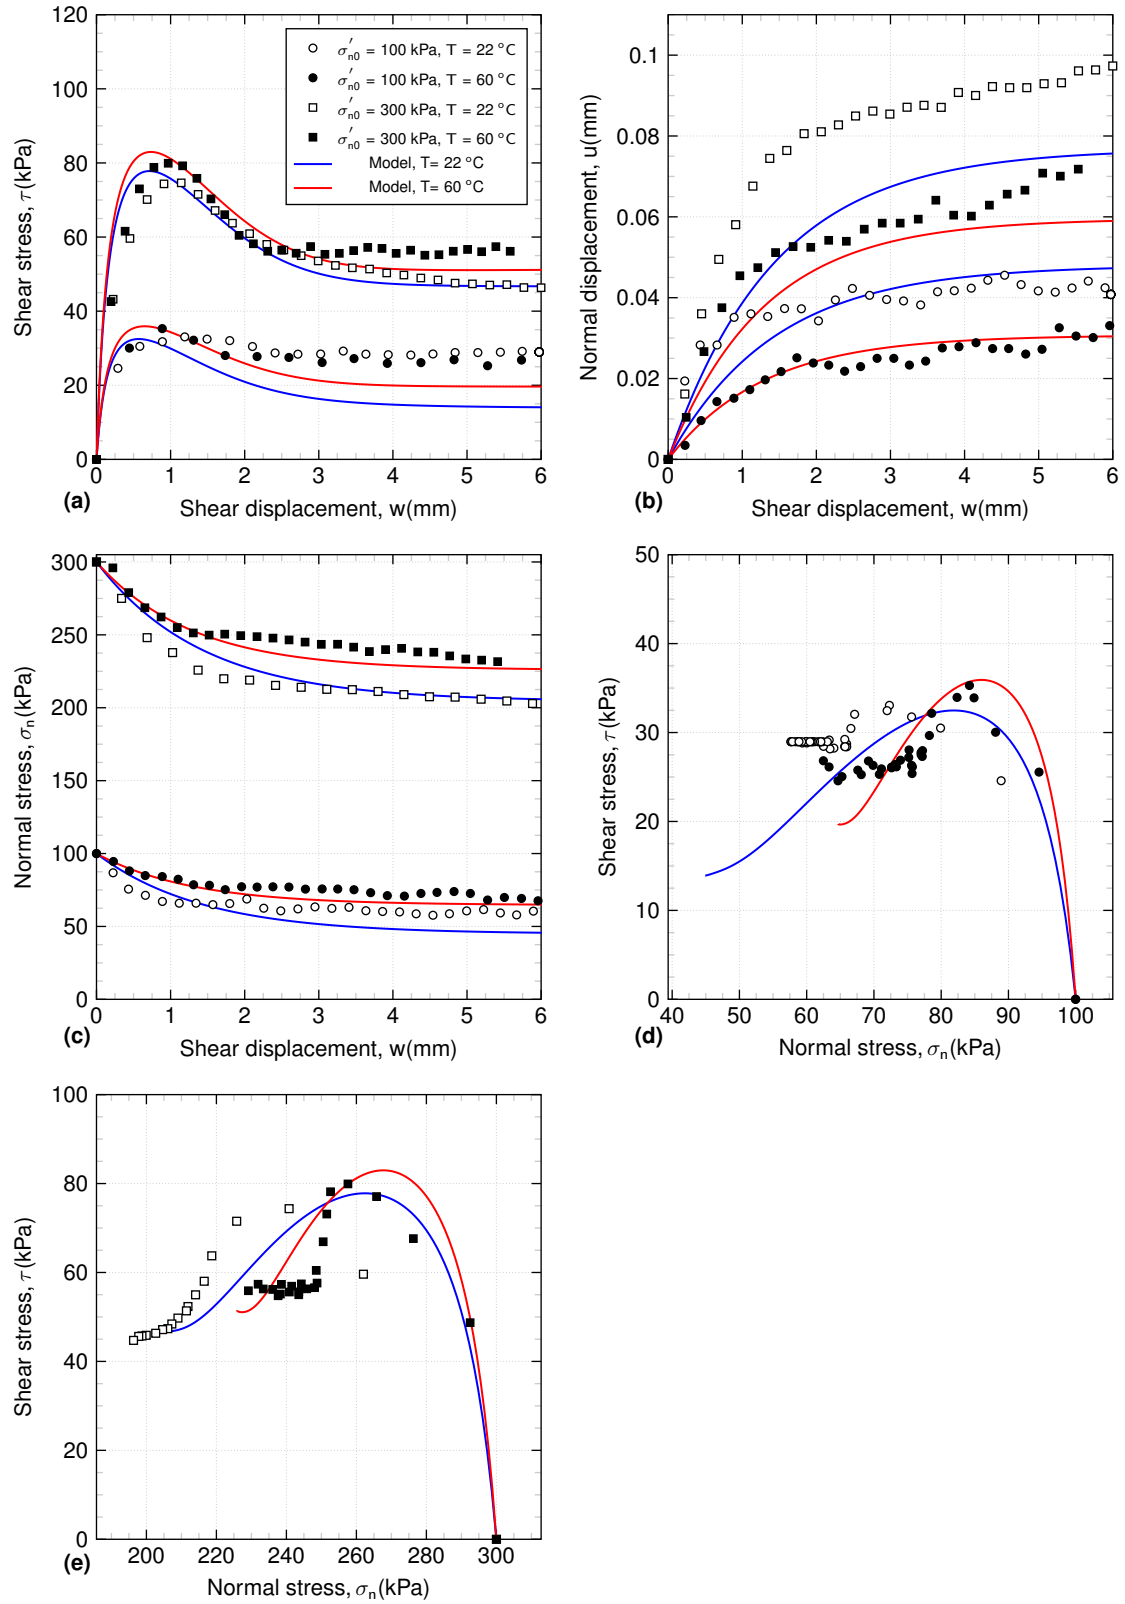 120
100
80
60
40
20
0
0 1 2 3 4 5 6
Shear stress, τ(kPa)
Shear displacement, w(mm)
(a)
σ′n0 = 100 kPa, T = 22 °C
σ′n0 = 100 kPa, T = 60 °C
σ′n0 = 300 kPa, T = 22 °C
σ′n0 = 300 kPa, T = 60 °C
Model, T= 22 °C
Model, T= 60 °C
0.1
0.08
0.06
0.04
0.02
0
0 1 2 3 4 5 6
Normal displacement, u(mm)
Shear displacement, w(mm)
(b)
300
250
200
150
100
50
0
0 1 2 3 4 5 6
Normal stress, σn(kPa)
Shear displacement, w(mm)
(c)
50
40
30
20
10
0
40 50 60 70 80 90 100
Shear stress, τ(kPa)
Normal stress, σn(kPa)
(d)
100
80
60
40
20
0
200 220 240 260 280 300
Shear stress, τ(kPa)
Normal stress, σn(kPa)
(e)